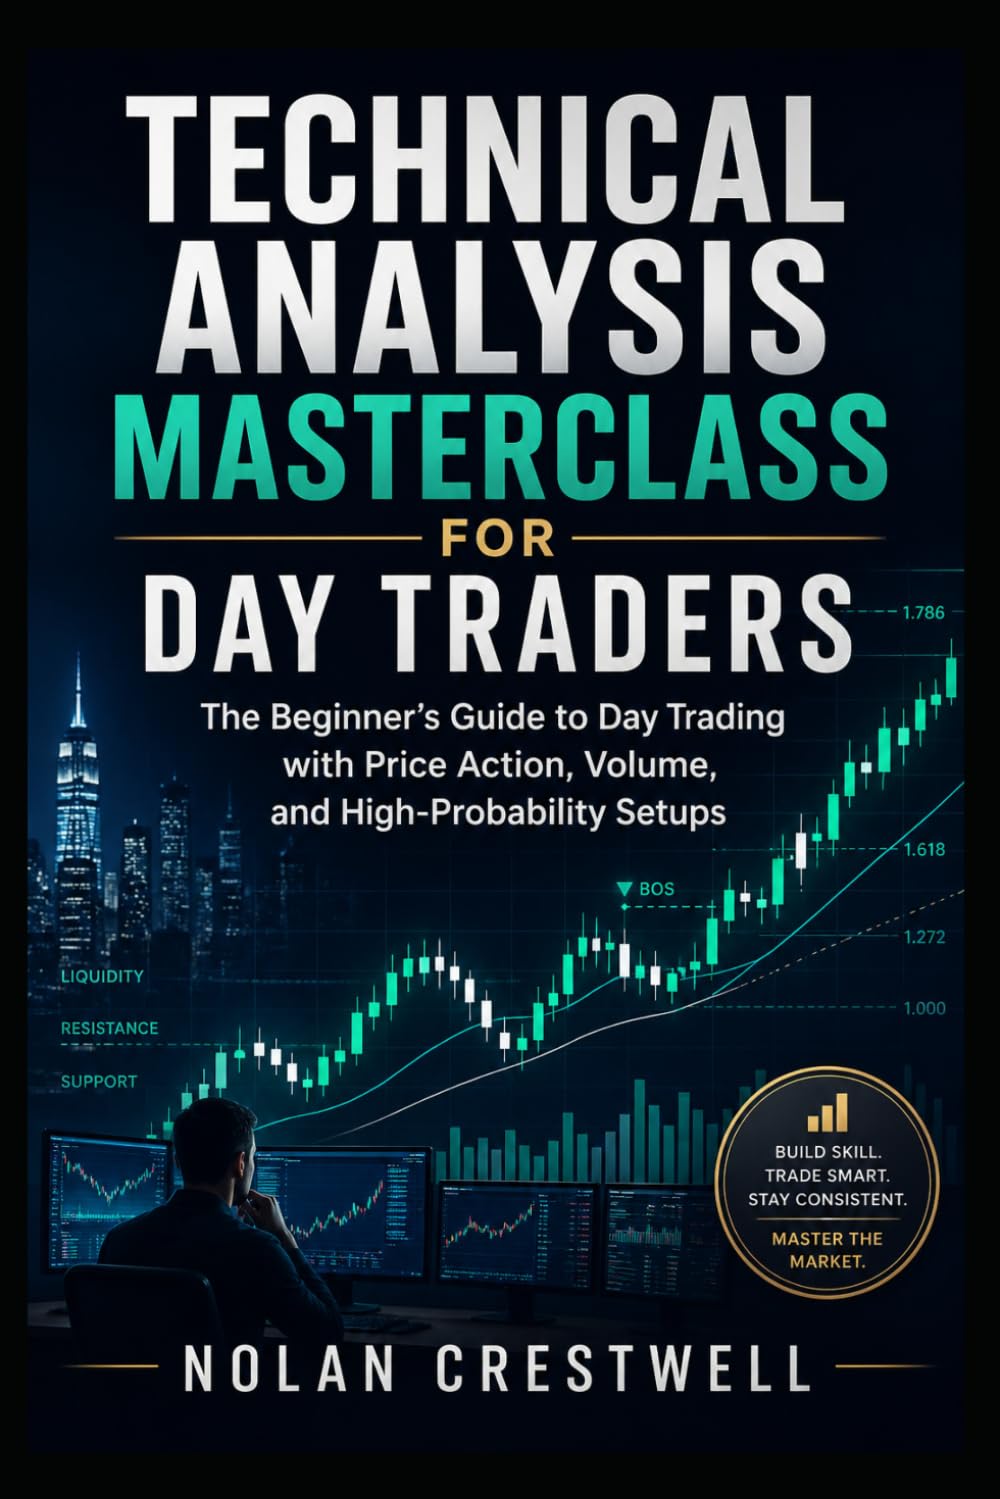 TECHNICAL
ANALYSIS
MASTERCLASS
FOR
DAY TRADERS
The Beginner's Guide to Day Trading
with Price Action, Volume,
and High-Probability Setups
1.786
1.618
BOS
1.272
LIQUIDITY
1.000
RESISTANCE
SUPPORT
BUILD SKILL.
TRADE SMART.
STAY CONSISTENT.
MASTER THE
MARKET.
NOLAN CRESTWELL